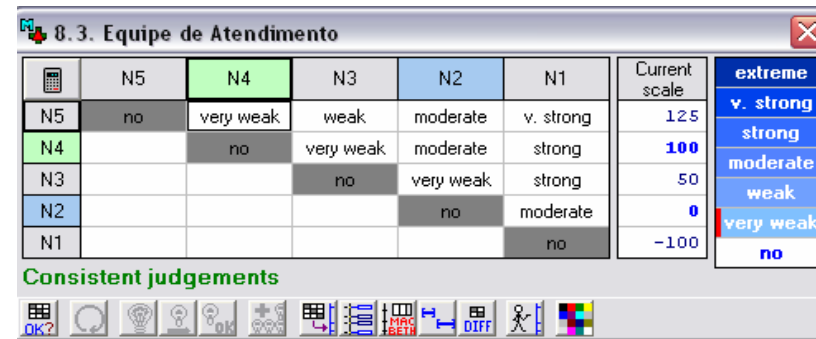 8.3. Equipe de Atendimento
N5 N4 N3 N2 N1 Current scale extreme
N5 no very weak weak moderate v. strong 125 v. strong
N4 no very weak moderate strong 100 strong
N3 no very weak strong 50 moderate
N2 no moderate 0 weak
N1 no -100 very weak
no
Consistent judgements
OK? OK MAC BETH DIFF